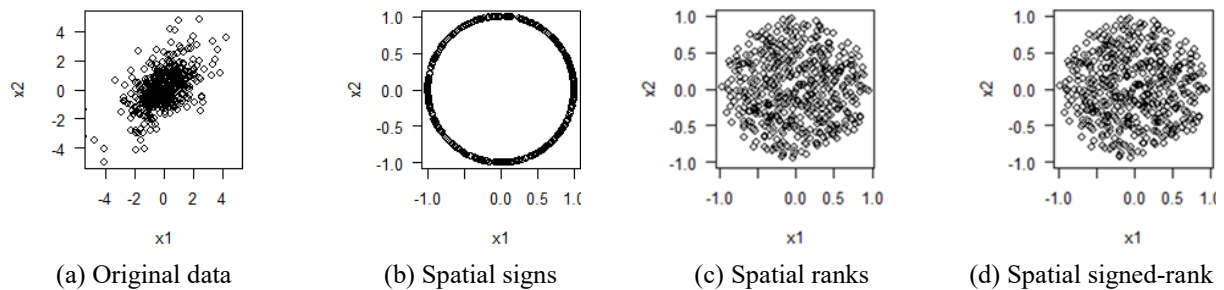 4
2
0
-2
-4
x2
-4 -2 0 2 4
x1
(a) Original data
1.0
0.5
0.0
-0.5
-1.0
x2
-1.0 0.0 0.5 1.0
x1
(b) Spatial signs
1.0
0.5
0.0
-0.5
-1.0
x2
-1.0 0.0 0.5 1.0
x1
(c) Spatial ranks
1.0
0.5
0.0
-0.5
-1.0
x2
-1.0 0.0 0.5 1.0
x1
(d) Spatial signed-rank